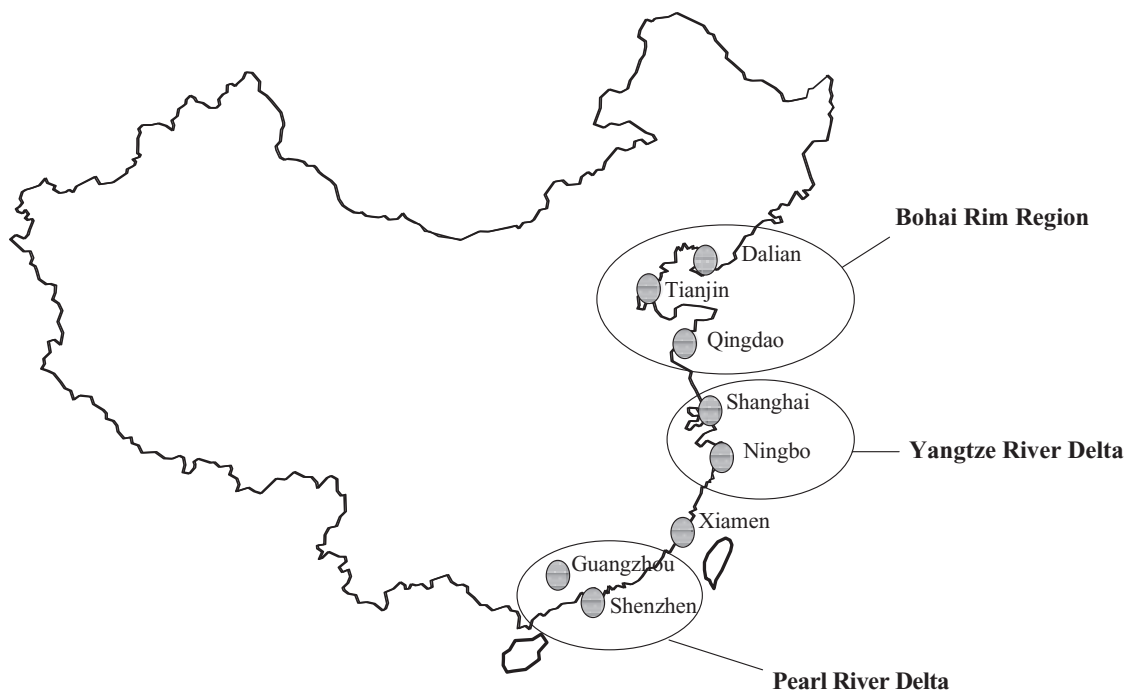 Bohai Rim Region
Dalian
Tianjin
Qingdao
Shanghai
Ningbo
Yangtze River Delta
Xiamen
Guangzhou
Shenzhen
Pearl River Delta